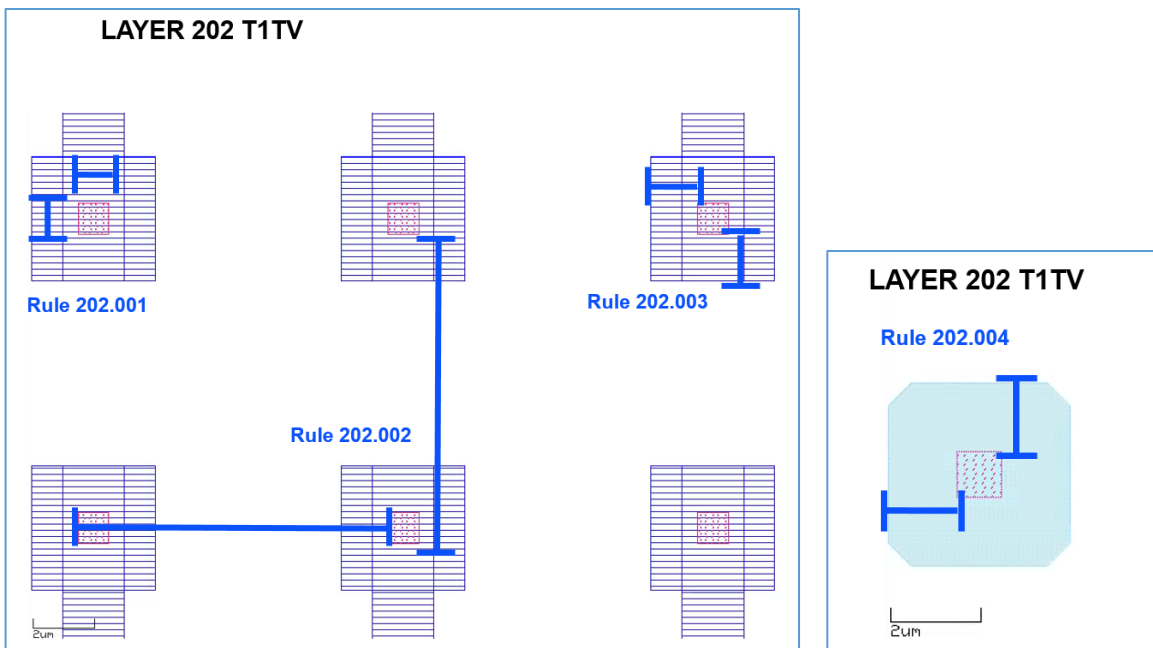 LAYER 202 T1TV
Rule 202.001
Rule 202.003
Rule 202.002
2um
LAYER 202 T1TV
Rule 202.004
2um